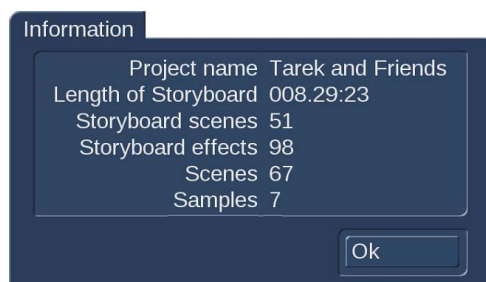 Information
Project name Tarek and Friends
Length of Storyboard 008.29:23
Storyboard scenes 51
Storyboard effects 98
Scenes 67
Samples 7
Ok